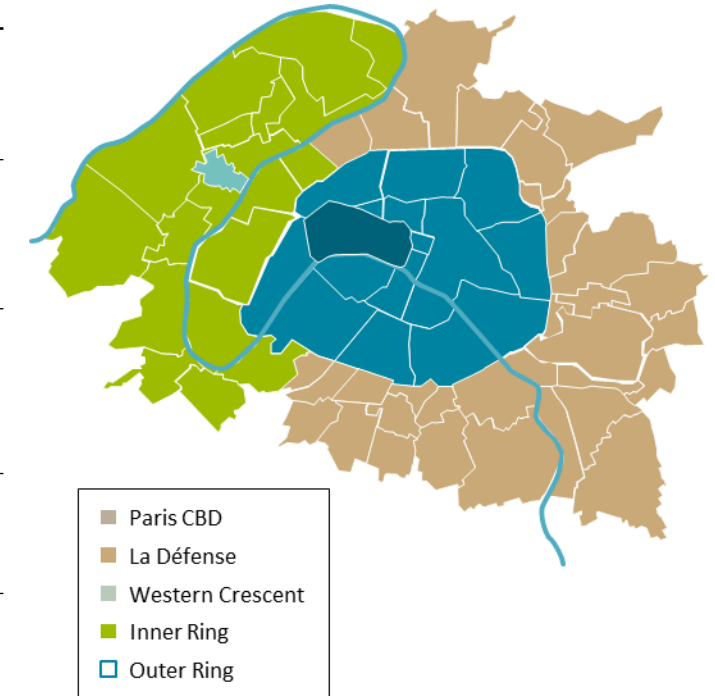 Paris CBD
La Défense
Western Crescent
Inner Ring
Outer Ring